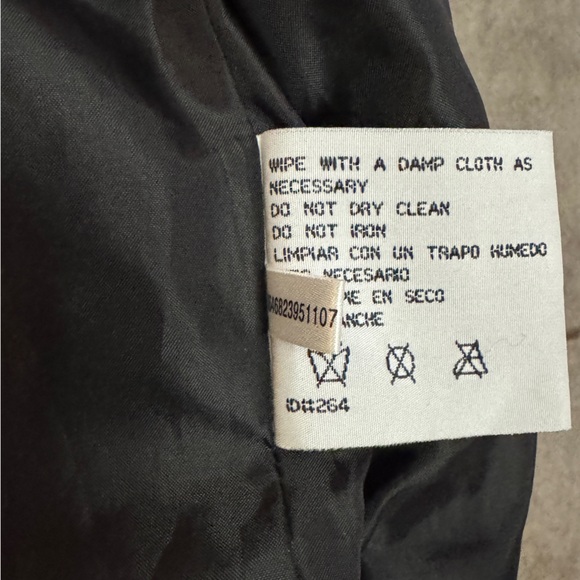 WIPE WITH A DAMP CLOTH AS
NECESSARY
DO NOT DRY CLEAN
DO NOT IRON
LIMPIAR CON UN TRAPO HUMEDO
NECESARIO
EN SECO
6823951107
ID#264